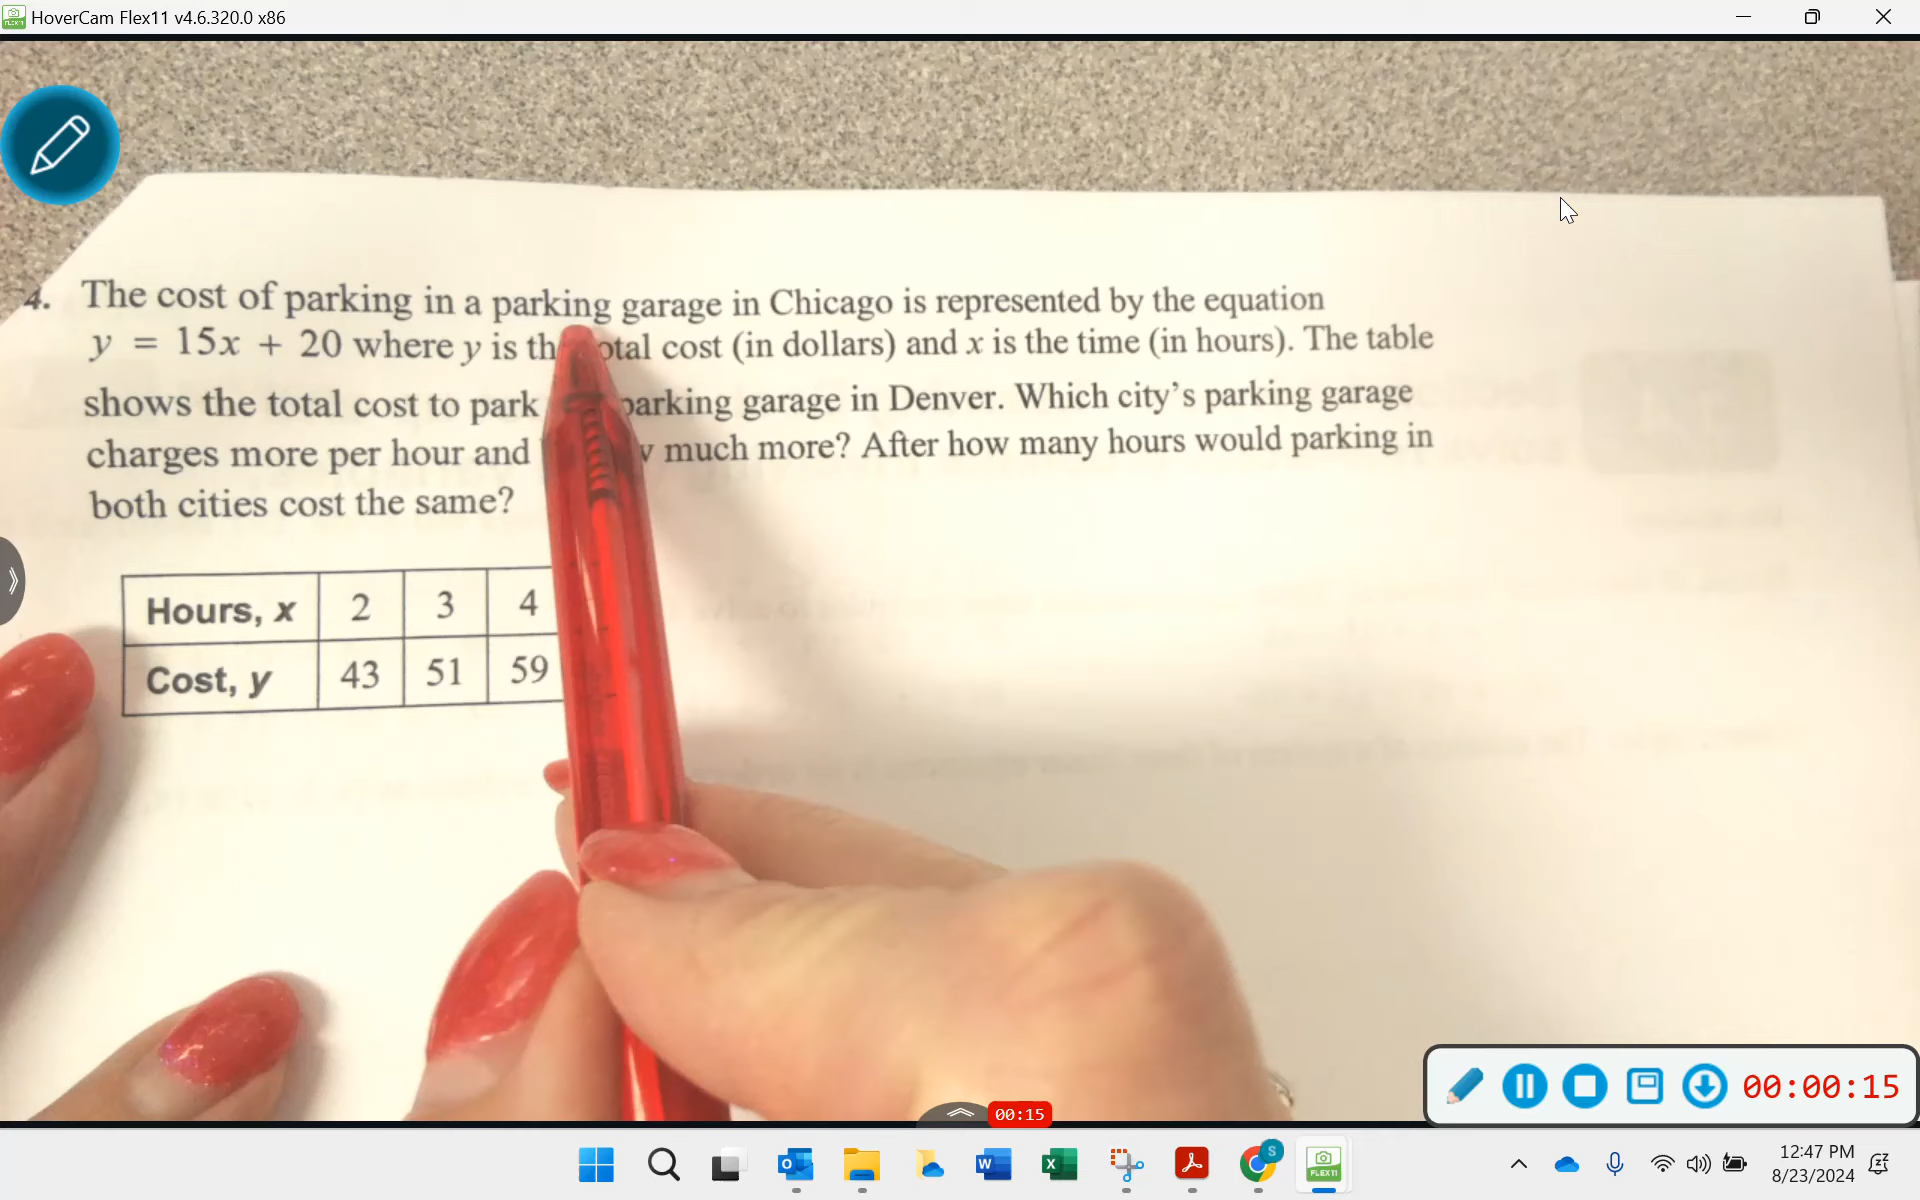 HoverCam Flex11 v4.6.320.0 x86
4. The cost of parking in a parking garage in Chicago is represented by the equation
y = 15x + 20 where y is th otal cost (in dollars) and x is the time (in hours). The table
shows the total cost to park parking garage in Denver. Which city's parking garage
charges more per hour and much more? After how many hours would parking in
both cities cost the same?
Hours, x 2 3 4
Cost, y 43 51 59
00:00:15
00:15
FLEX11
S
12:47 PM
8/23/2024